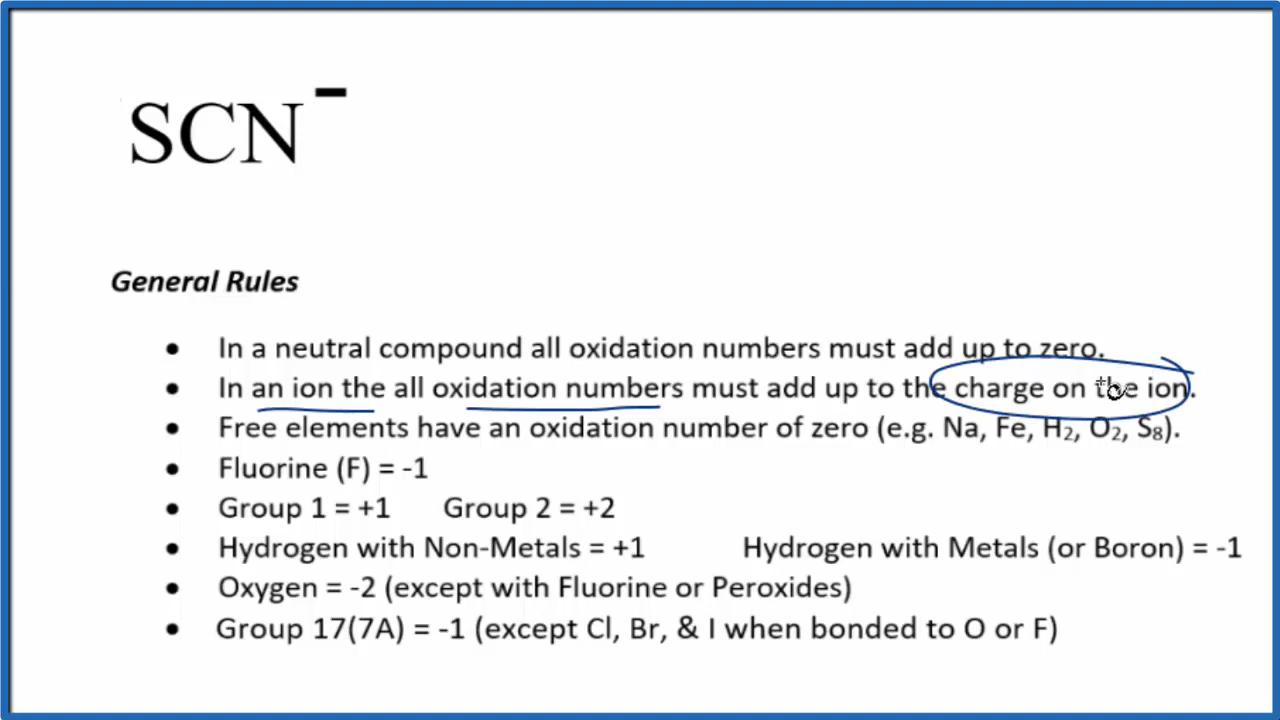 SCN⁻
General Rules
• In a neutral compound all oxidation numbers must add up to zero.
• In an ion the all oxidation numbers must add up to the charge on the ion.
• Free elements have an oxidation number of zero (e.g. Na, Fe, H₂, O₂, S₈).
• Fluorine (F) = -1
• Group 1 = +1 Group 2 = +2
• Hydrogen with Non-Metals = +1 Hydrogen with Metals (or Boron) = -1
• Oxygen = -2 (except with Fluorine or Peroxides)
• Group 17(7A) = -1 (except Cl, Br, & I when bonded to O or F)